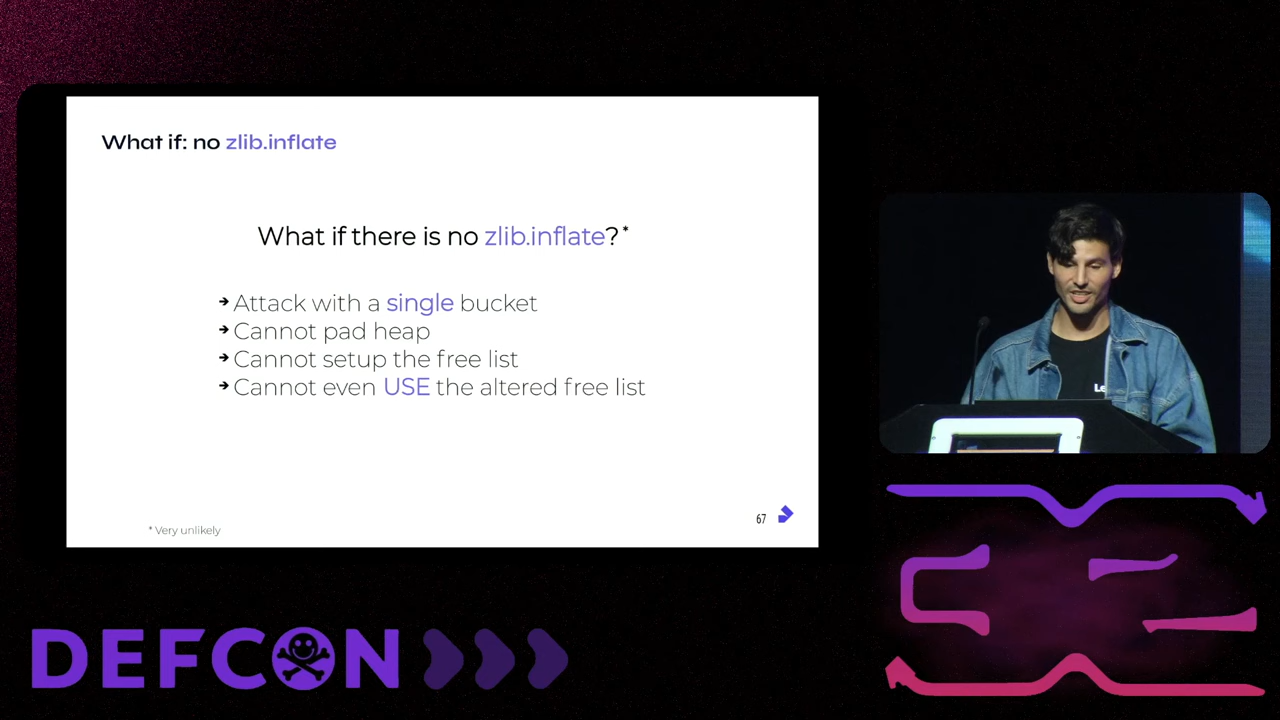 What if: no zlib.inflate
What if there is no zlib.inflate?*
➔ Attack with a single bucket
➔ Cannot pad heap
➔ Cannot setup the free list
➔ Cannot even USE the altered free list
* Very unlikely
67
Le
DEFCON